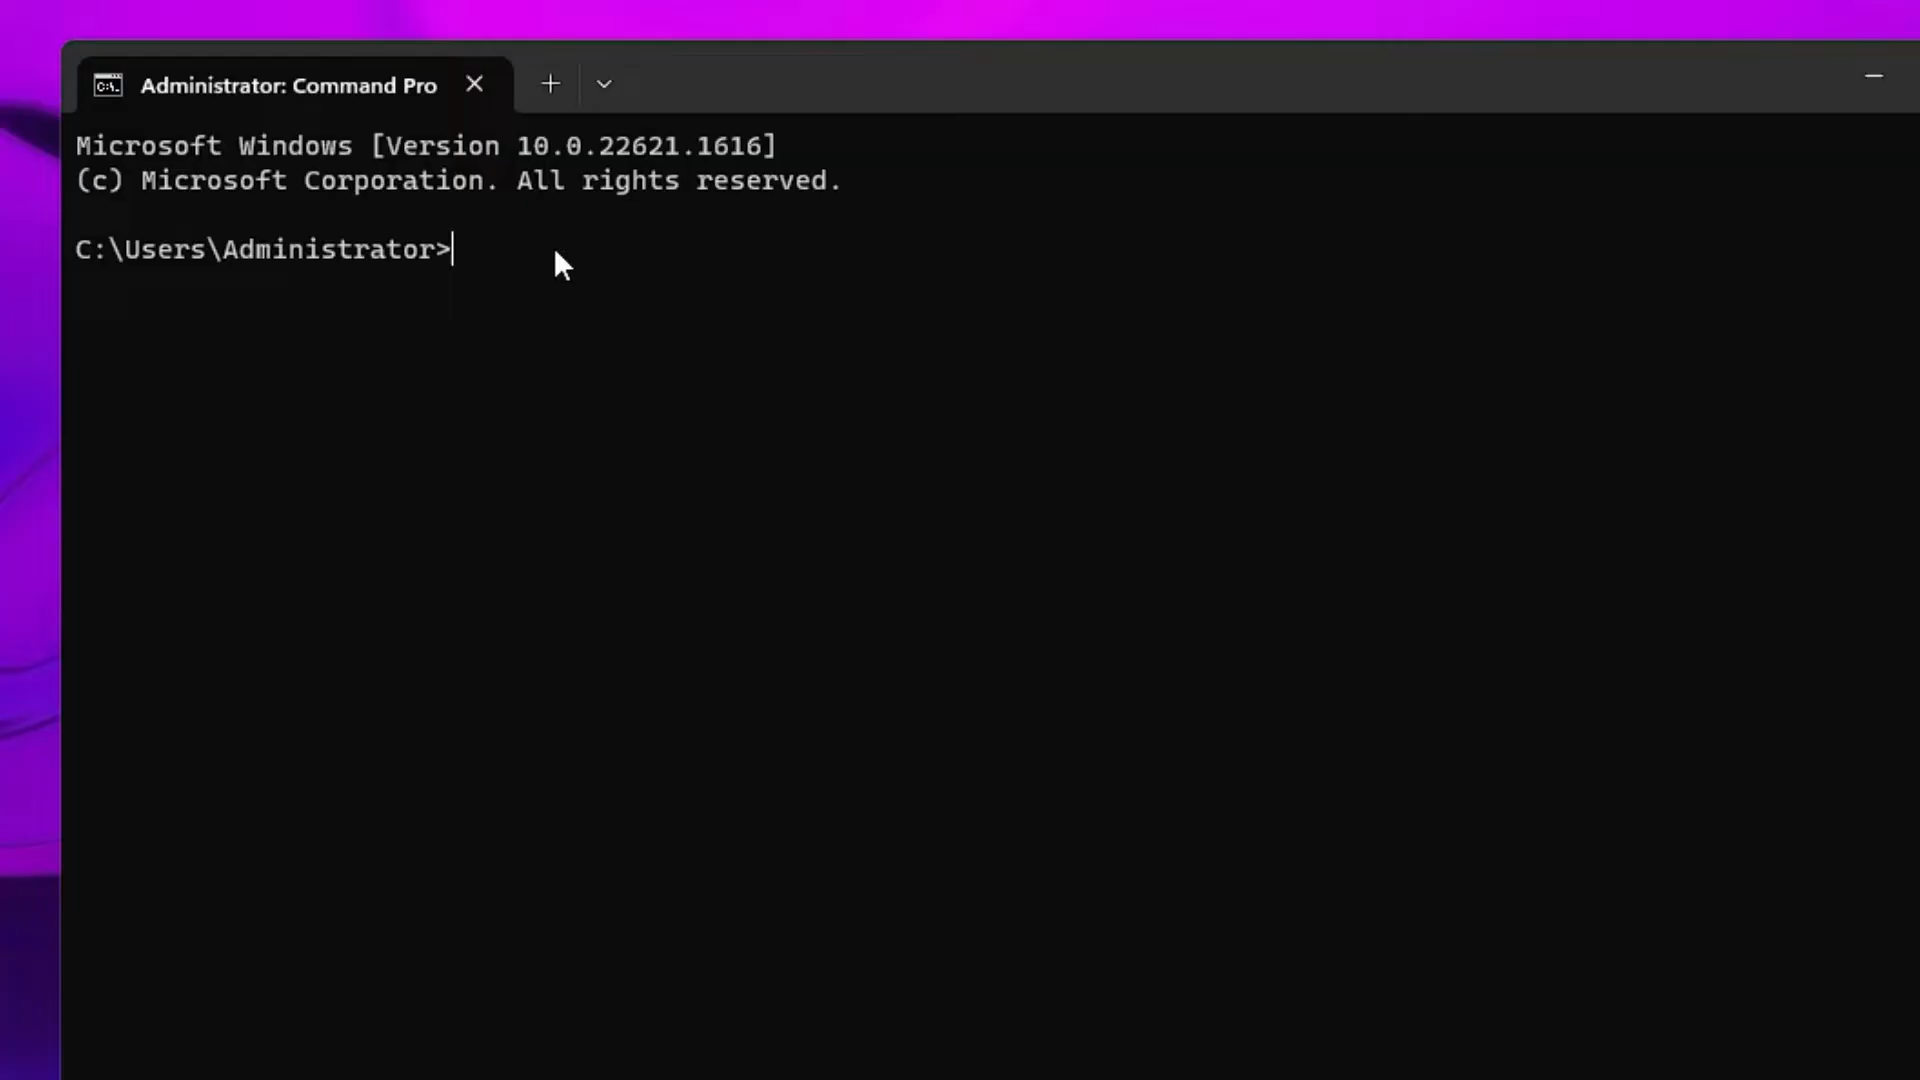 Administrator: Command Pro
Microsoft Windows [Version 10.0.22621.1616]
(c) Microsoft Corporation. All rights reserved.
C:\Users\Administrator>